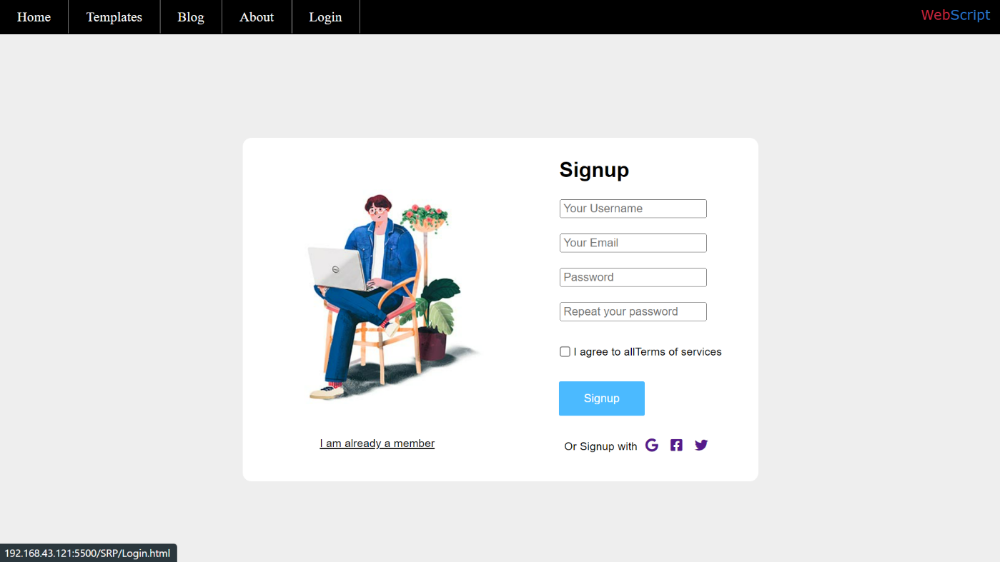 Home Templates Blog About Login WebScript
Signup
Your Username
Your Email
Password
Repeat your password
I agree to allTerms of services
Signup
I am already a member
Or Signup with
192.168.43.121:5500/SRP/Login.html